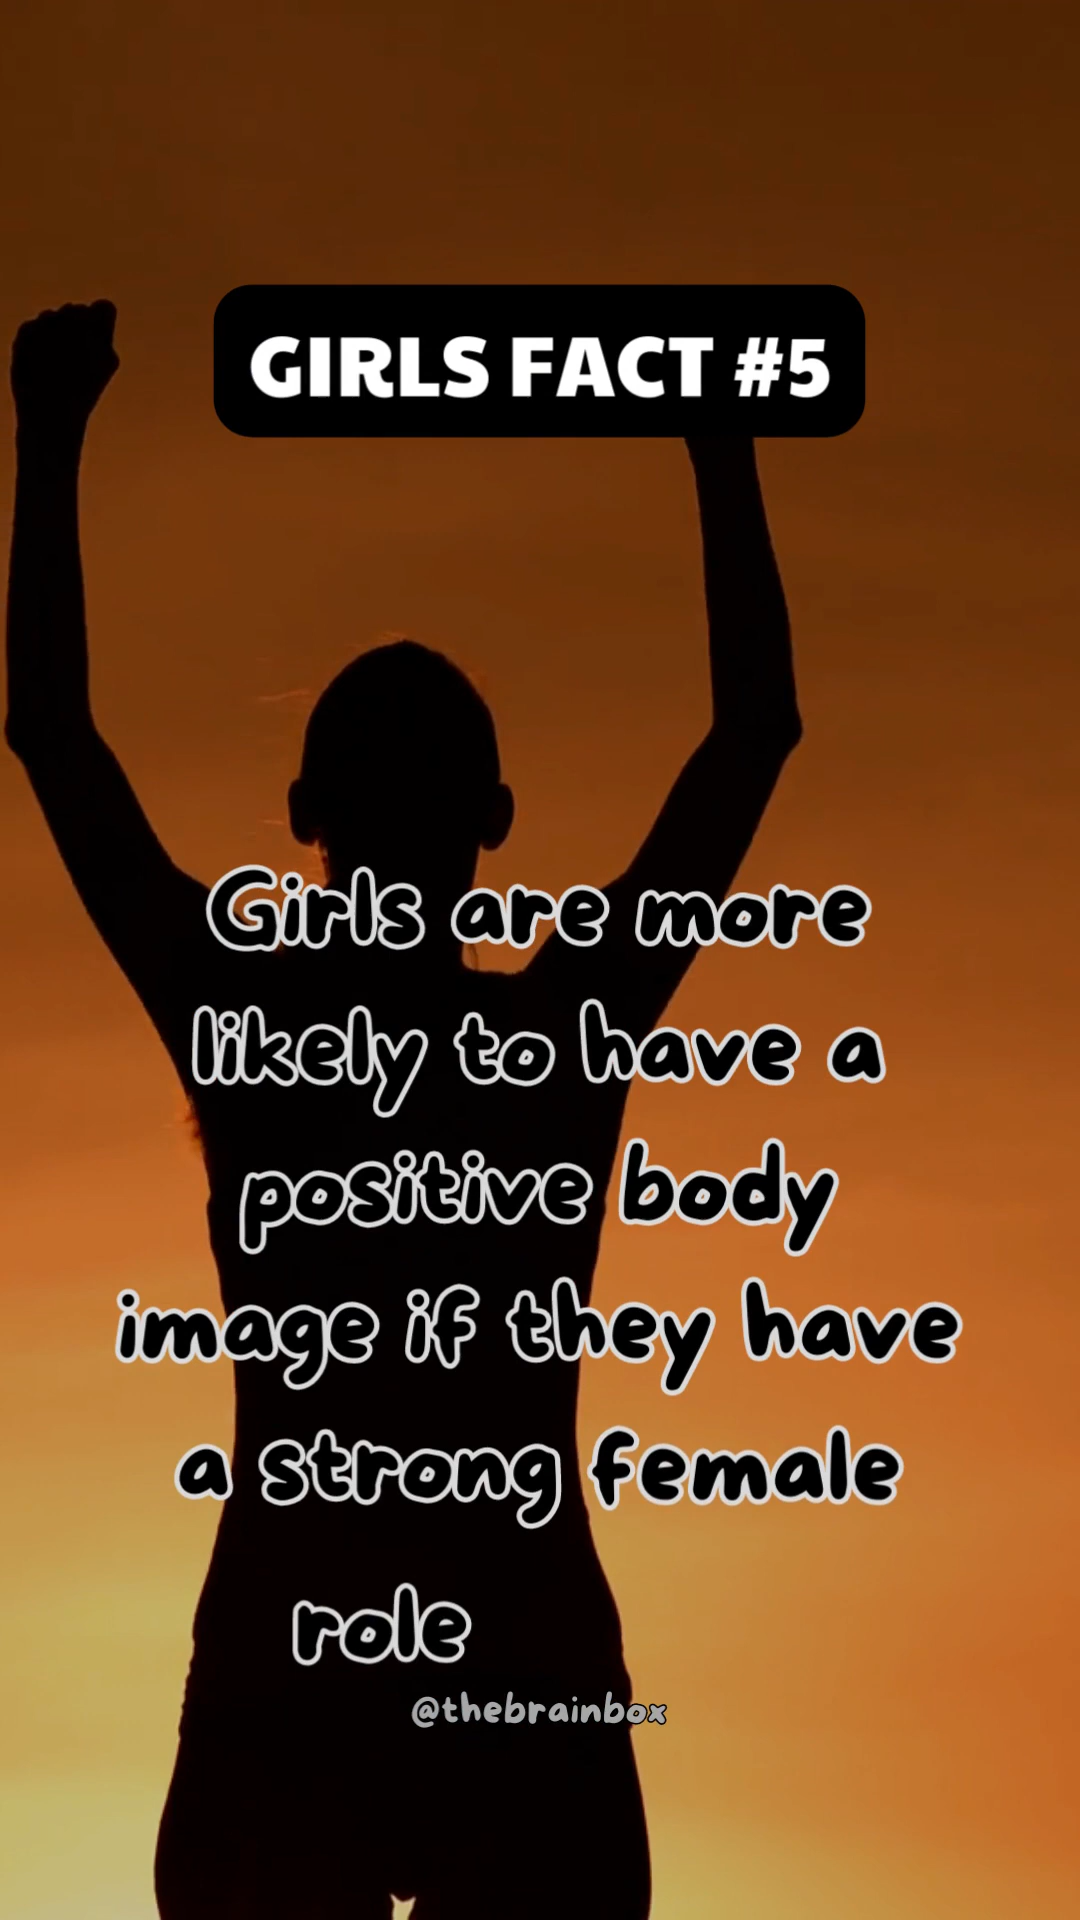 GIRLS FACT #5
Girls are more
likely to have a
positive body
image if they have
a strong female
role
@thebrainbox